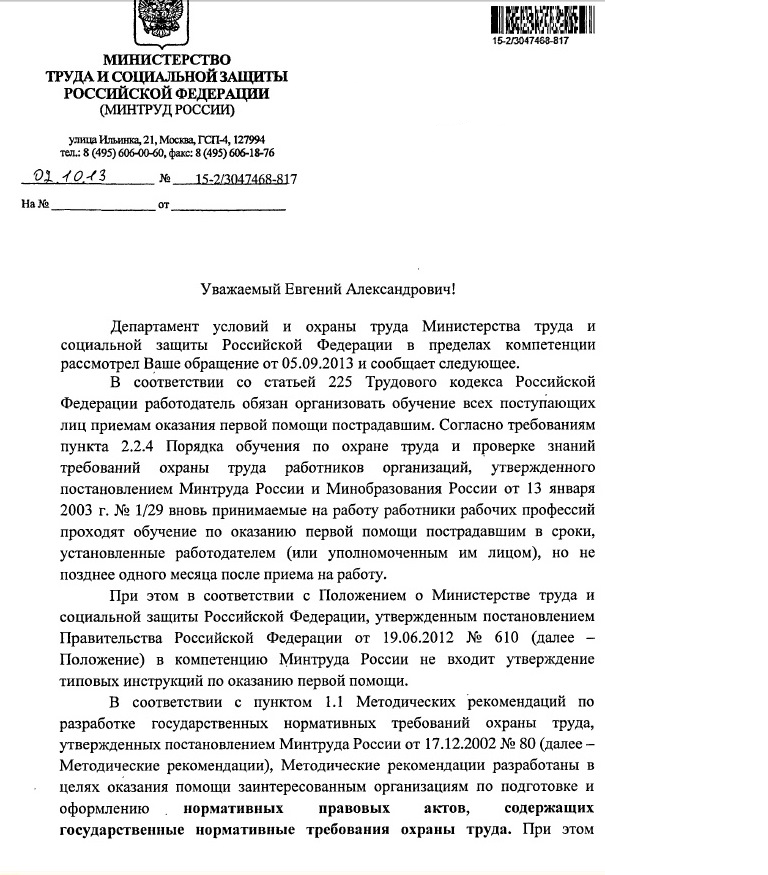 15-2/3047468-817
МИНИСТЕРСТВО
ТРУДА И СОЦИАЛЬНОЙ ЗАЩИТЫ
РОССИЙСКОЙ ФЕДЕРАЦИИ
(МИНТРУД РОССИИ)
улица Ильинка, 21, Москва, ГСП-4, 127994
тел.: 8 (495) 606-00-60, факс: 8 (495) 606-18-76
02.10.13 № 15-2/3047468-817
На № от
Уважаемый Евгений Александрович!
Департамент условий и охраны труда Министерства труда и
социальной защиты Российской Федерации в пределах компетенции
рассмотрел Ваше обращение от 05.09.2013 и сообщает следующее.
В соответствии со статьей 225 Трудового кодекса Российской
Федерации работодатель обязан организовать обучение всех поступающих
лиц приемам оказания первой помощи пострадавшим. Согласно требованиям
пункта 2.2.4 Порядка обучения по охране труда и проверке знаний
требований охраны труда работников организаций, утвержденного
постановлением Минтруда России и Минобразования России от 13 января
2003 г. № 1/29 вновь принимаемые на работу работники рабочих профессий
проходят обучение по оказанию первой помощи пострадавшим в сроки,
установленные работодателем (или уполномоченным им лицом), но не
позднее одного месяца после приема на работу.
При этом в соответствии с Положением о Министерстве труда и
социальной защиты Российской Федерации, утвержденным постановлением
Правительства Российской Федерации от 19.06.2012 № 610 (далее –
Положение) в компетенцию Минтруда России не входит утверждение
типовых инструкций по оказанию первой помощи.
В соответствии с пунктом 1.1 Методических рекомендаций по
разработке государственных нормативных требований охраны труда,
утвержденных постановлением Минтруда России от 17.12.2002 № 80 (далее –
Методические рекомендации), Методические рекомендации разработаны в
целях оказания помощи заинтересованным организациям по подготовке и
оформлению нормативных правовых актов, содержащих
государственные нормативные требования охраны труда. При этом